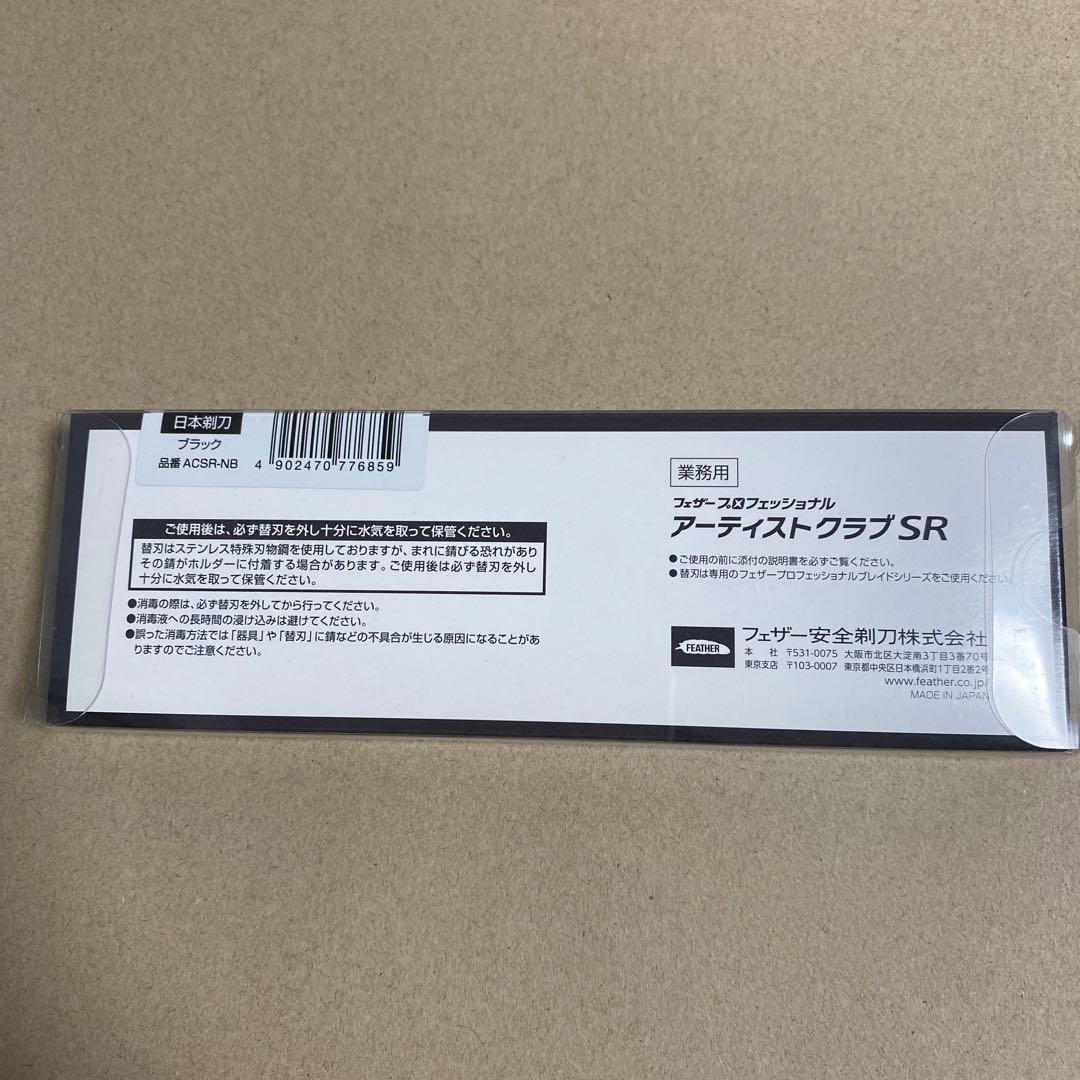 日本剃刀
ブラック
品番 ACSR-NB
4 902470 776859
ご使用後は、必ず替刃を外し十分に水気を取って保管ください。
替刃はステンレス特殊刃物鋼を使用しておりますが、まれに錆びる恐れがあり
その錆がホルダーに付着する場合があります。ご使用後は必ず替刃を外し
十分に水気を取って保管ください。
●消毒の際は、必ず替刃を外してから行ってください。
●消毒液への長時間の浸け込みは避けてください。
●誤った消毒方法では「器具」や「替刃」に錆などの不具合が生じる原因になることがあ
りますのでご注意ください。
業務用
フェザープロフェッショナル
アーティストクラブ SR
●ご使用の前に添付の説明書を必ずご覧ください。
●替刃は専用のフェザープロフェッショナルブレイドシリーズをご使用ください。
FEATHER
フェザー安全剃刀株式会社
本 社 〒531-0075 大阪市北区大淀南3丁目3番70号
東京支店 〒103-0007 東京都中央区日本橋浜町1丁目2番2号
www.feather.co.jp/
MADE IN JAPAN